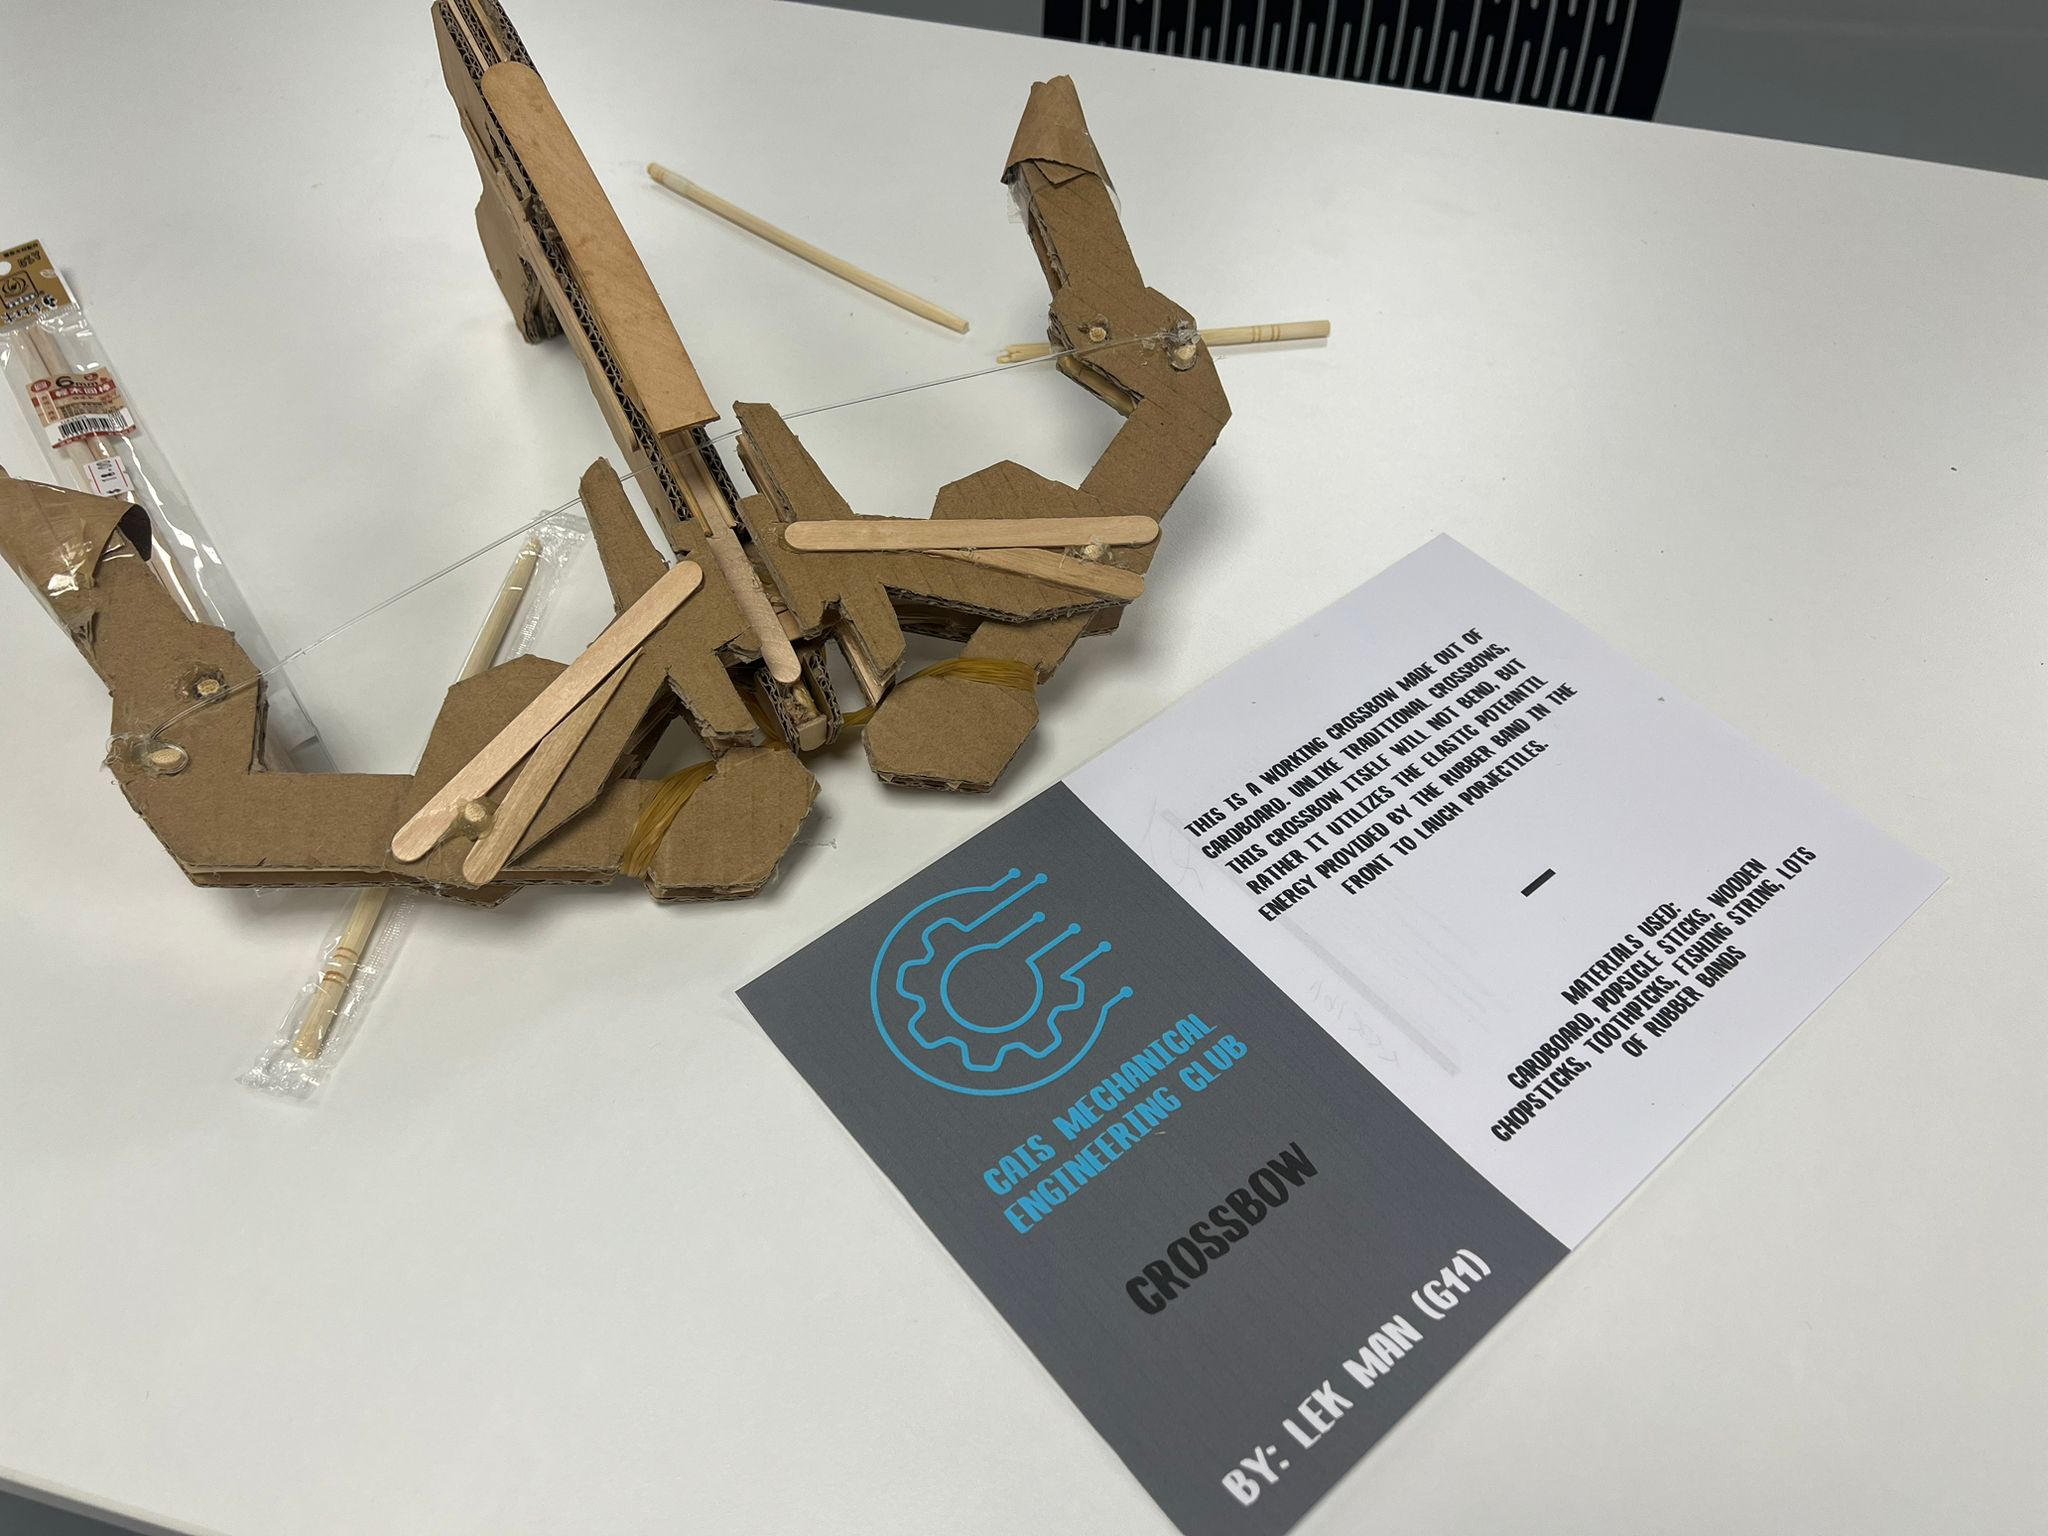 CATS MECHANICAL
ENGINEERING CLUB
CROSSBOW
BY: LEK MAN (G11)
THIS IS A WORKING CROSSBOW MADE OUT OF
CARDBOARD. UNLIKE TRADITIONAL CROSSBOWS,
THIS CROSSBOW ITSELF WILL NOT BEND, BUT
RATHER IT UTILIZES THE ELASTIC POTEANTIL
ENERGY PROVIDED BY THE RUBBER BAND IN THE
FRONT TO LAUCH PORJECTILES.
MATERIALS USED:
CARDBOARD, POPSICLE STICKS, WOODEN
CHOPSTICKS, TOOTHPICKS, FISHING STRING, LOTS
OF RUBBER BANDS
6mm